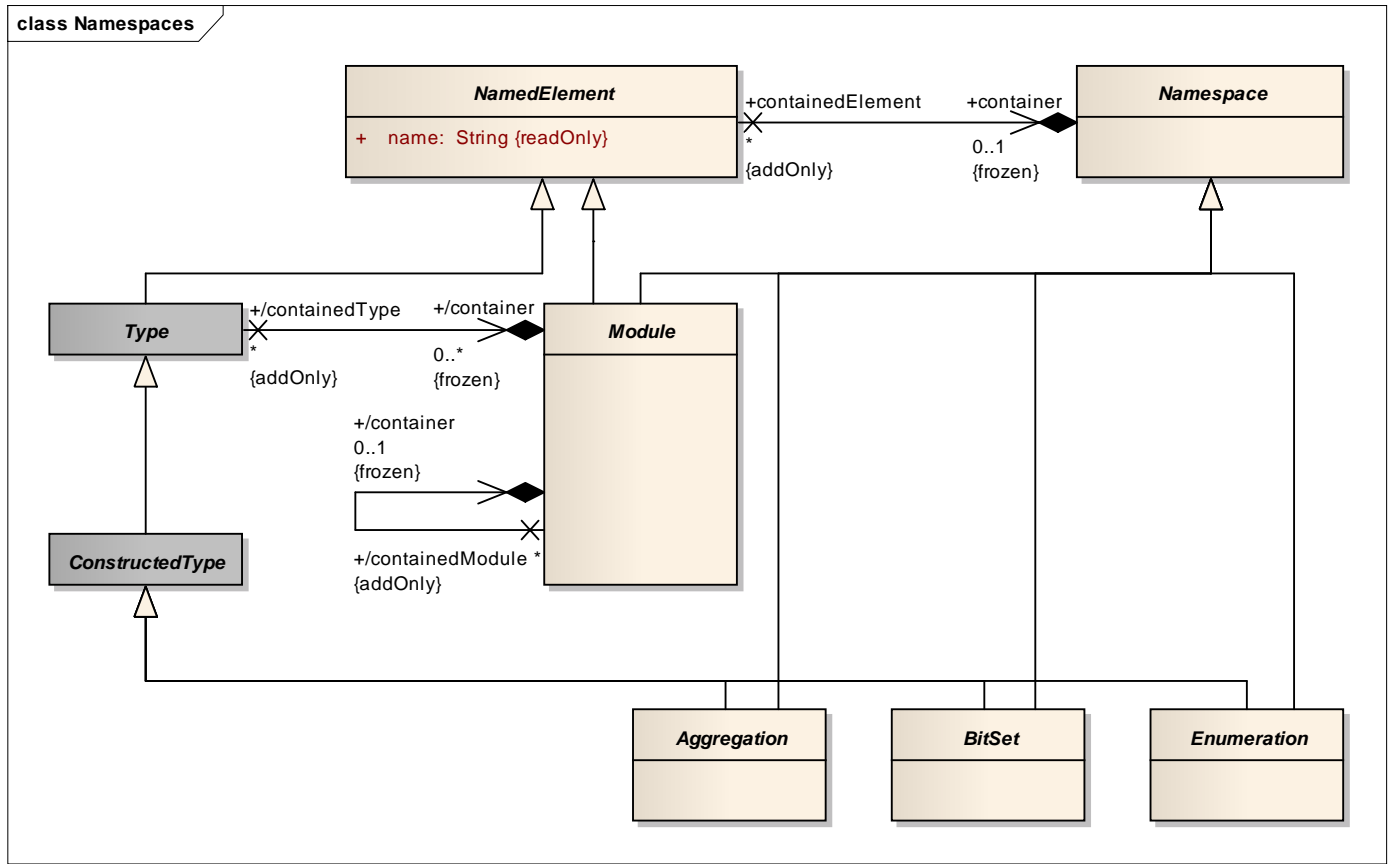 class Namespaces
NamedElement
+ name: String {readOnly}
+containedElement
*
{addOnly}
+container
0..1
{frozen}
Namespace
Type
+/containedType
*
{addOnly}
+/container
0..*
{frozen}
Module
+/container
0..1
{frozen}
+/containedModule *
{addOnly}
ConstructedType
Aggregation
BitSet
Enumeration